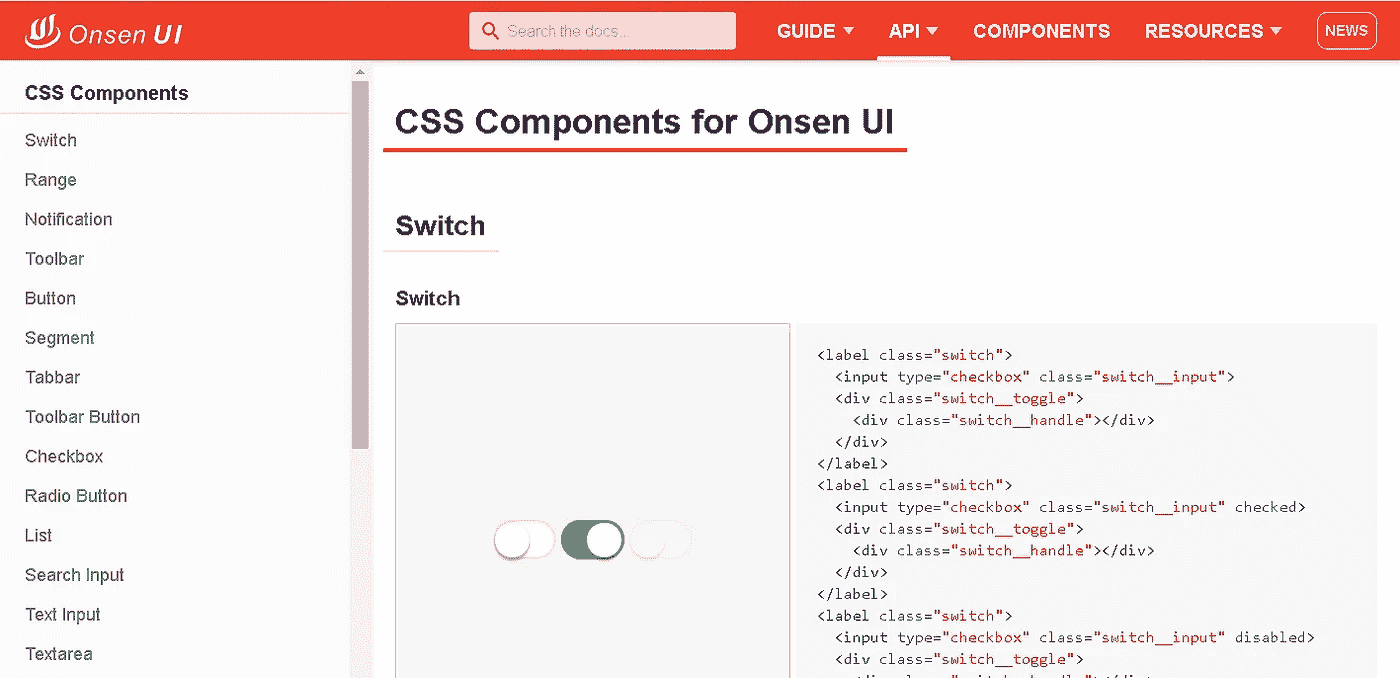 Onsen UI
Search the docs...
GUIDE
API
COMPONENTS
RESOURCES
NEWS
CSS Components
Switch
Range
Notification
Toolbar
Button
Segment
Tabbar
Toolbar Button
Checkbox
Radio Button
List
Search Input
Text Input
Textarea
CSS Components for Onsen UI
Switch
Switch
<label class="switch">
  <input type="checkbox" class="switch__input">
  <div class="switch__toggle">
    <div class="switch__handle"></div>
  </div>
</label>
<label class="switch">
  <input type="checkbox" class="switch__input" checked>
  <div class="switch__toggle">
    <div class="switch__handle"></div>
  </div>
</label>
<label class="switch">
  <input type="checkbox" class="switch__input" disabled>
  <div class="switch__toggle">